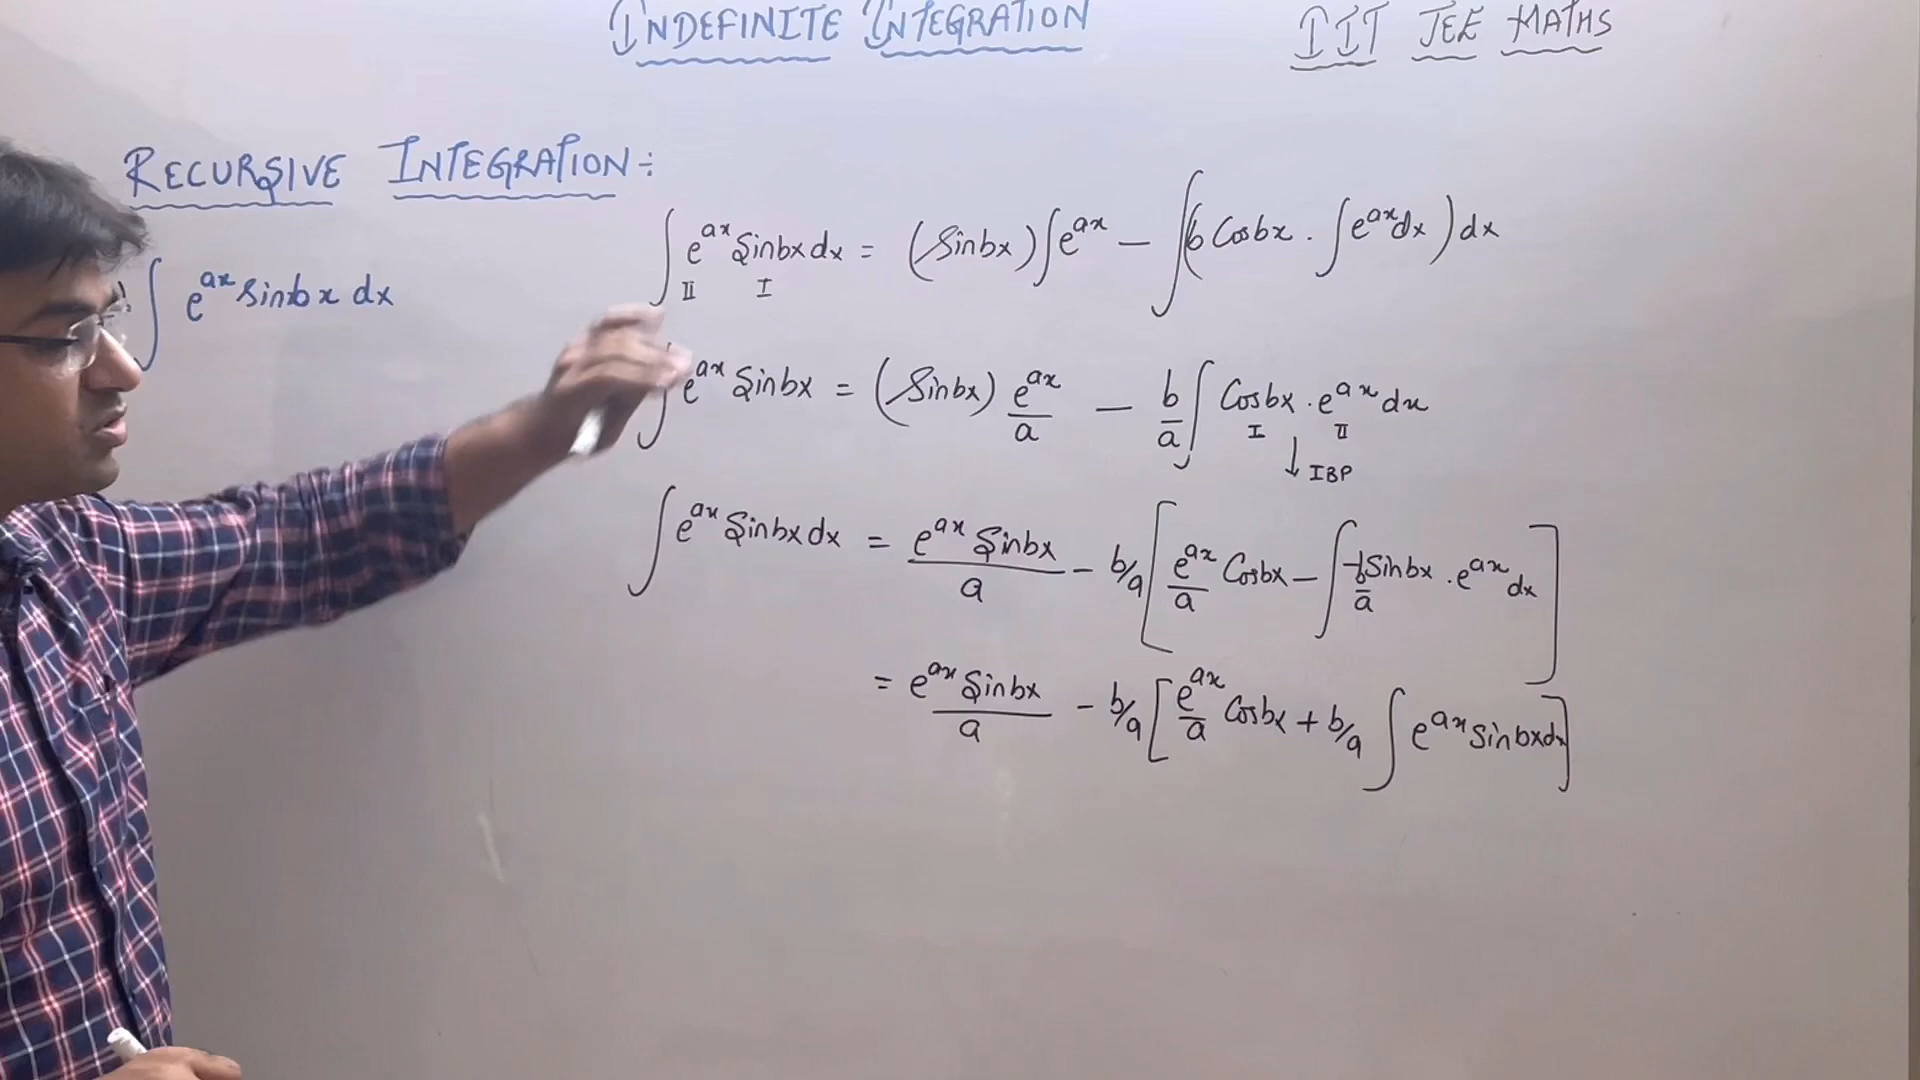 INDEFINITE INTEGRATION
IIT JEE MATHS
RECURSIVE INTEGRATION:
∫ e^{ax} sinbx dx
∫ e^{ax} Sinbx dx = (Sinbx) ∫e^{ax} − ∫(b Cosbx . ∫e^{ax}dx) dx
II I
∫ e^{ax} Sinbx = (Sinbx) e^{ax}/a − b/a ∫ Cosbx . e^{ax} dx
I II
↓ IBP
∫ e^{ax} Sinbx dx = e^{ax} Sinbx/a − b/a [e^{ax}/a Cosbx − ∫ −b/a Sinbx . e^{ax} dx]
= e^{ax} Sinbx/a − b/a [e^{ax}/a Cosbx + b/a ∫ e^{ax} sinbxdx]